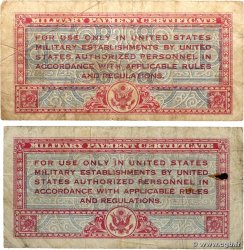 MILITARY PAYMENT CERTIFICATE
FOR USE ONLY IN UNITED STATES
MILITARY ESTABLISHMENTS BY UNITED
STATES AUTHORIZED PERSONNEL IN
ACCORDANCE WITH APPLICABLE RULES
AND REGULATIONS.
MILITARY PAYMENT CERTIFICATE
FOR USE ONLY IN UNITED STATES
MILITARY ESTABLISHMENTS BY UNITED
STATES AUTHORIZED PERSONNEL IN
ACCORDANCE WITH APPLICABLE RULES
AND REGULATIONS.